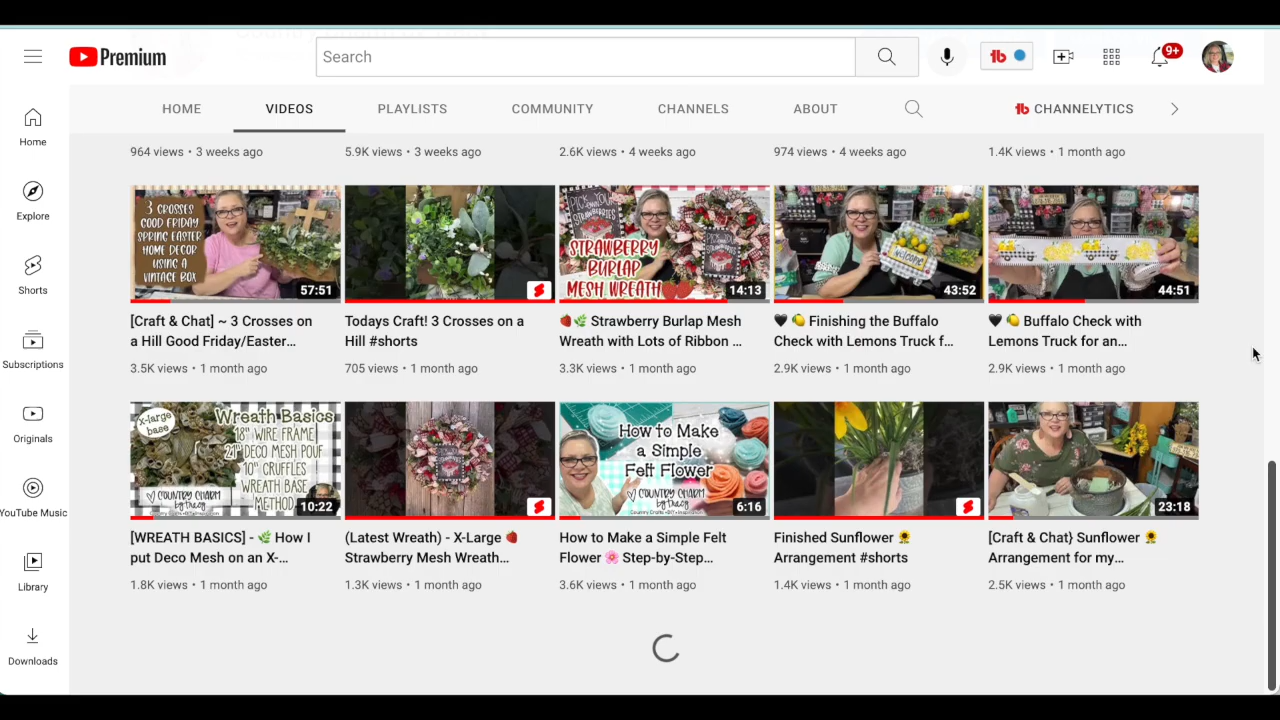 Premium
Search
9+
HOME
VIDEOS
PLAYLISTS
COMMUNITY
CHANNELS
ABOUT
CHANNELYTICS
Home
Explore
Shorts
Subscriptions
Originals
YouTube Music
Library
Downloads
964 views • 3 weeks ago
5.9K views • 3 weeks ago
2.6K views • 4 weeks ago
974 views • 4 weeks ago
1.4K views • 1 month ago
3 CROSSES
GOOD FRIDAY
SPRING EASTER
HOME DECOR
USING A
VINTAGE BOX
57:51
STRAWBERRY
BURLAP
MESH WREATH
14:13
Welcome
43:52
44:51
[Craft & Chat] ~ 3 Crosses on
a Hill Good Friday/Easter...
3.5K views • 1 month ago
Todays Craft! 3 Crosses on a
Hill #shorts
705 views • 1 month ago
🍓🌿 Strawberry Burlap Mesh
Wreath with Lots of Ribbon ...
3.3K views • 1 month ago
🖤 🍋 Finishing the Buffalo
Check with Lemons Truck f...
2.9K views • 1 month ago
🖤 🍋 Buffalo Check with
Lemons Truck for an...
2.9K views • 1 month ago
X-large
base
Wreath Basics
18" WIRE FRAME
21" DECO MESH POUF
10" CRUFFLES
WREATH BASE
METHOD
COUNTRY CHARM
by Tracy
10:22
How to Make
a Simple
Felt Flower
COUNTRY CHARM
by Tracy
6:16
23:18
[WREATH BASICS] - 🌿 How I
put Deco Mesh on an X-...
1.8K views • 1 month ago
(Latest Wreath) - X-Large 🍓
Strawberry Mesh Wreath...
1.3K views • 1 month ago
How to Make a Simple Felt
Flower 🌸 Step-by-Step...
3.6K views • 1 month ago
Finished Sunflower 🌻
Arrangement #shorts
1.4K views • 1 month ago
[Craft & Chat} Sunflower 🌻
Arrangement for my...
2.5K views • 1 month ago